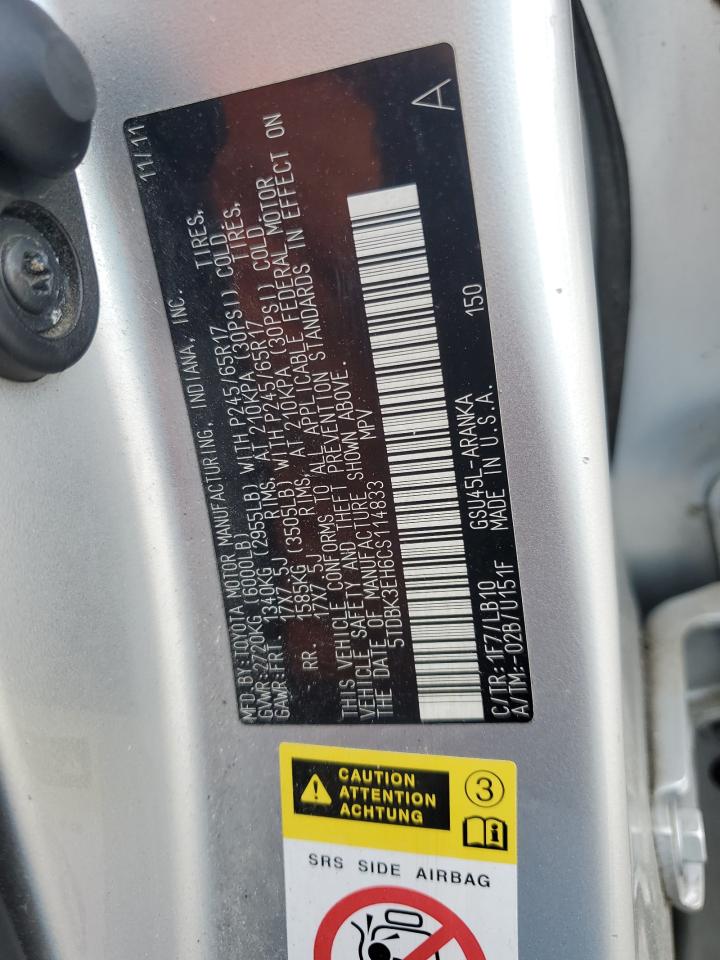 11/11 A
MFD. BY: TOYOTA MOTOR MANUFACTURING, INDIANA, INC.
GVWR: 2720KG (6000LB)
GAWR: FRT. 1340KG (2955LB) WITH P245/65R17 TIRES,
17X7.5J RIMS, AT 210KPA (30PSI) COLD.
RR. 1585KG (3505LB) WITH P245/65R17 TIRES,
17X7.5J RIMS, AT 210KPA (30PSI) COLD.
THIS VEHICLE CONFORMS TO ALL APPLICABLE FEDERAL MOTOR
VEHICLE SAFETY AND THEFT PREVENTION STANDARDS IN EFFECT ON
THE DATE OF MANUFACTURE SHOWN ABOVE.
5TDBK3EH6CS114833 MPV
C/TR: 1F7/LB10 GSU45L-ARANKA 150
A/TM: -02B/U151F MADE IN U.S.A.
CAUTION
ATTENTION
ACHTUNG
3
SRS SIDE AIRBAG